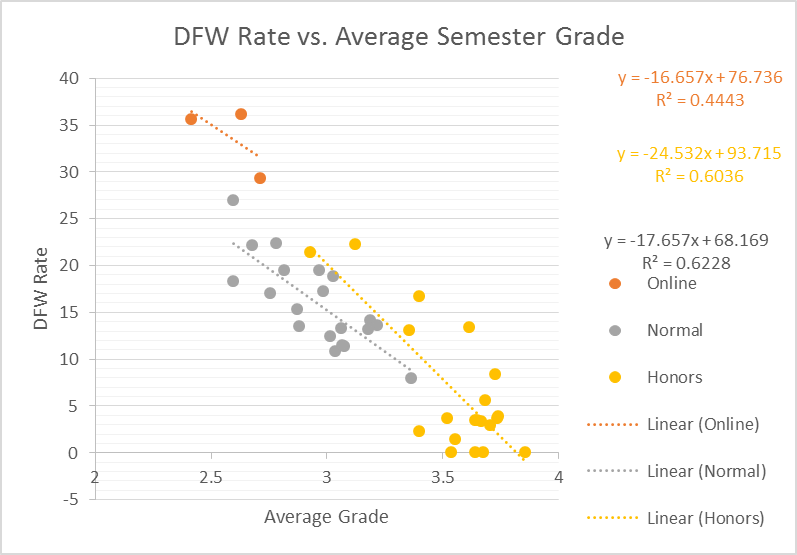 DFW Rate vs. Average Semester Grade
40
35
30
25
20
15
10
5
0
-5
2
2.5
3
3.5
4
DFW Rate
Average Grade
y = -16.657x + 76.736
R² = 0.4443
y = -24.532x + 93.715
R² = 0.6036
y = -17.657x + 68.169
R² = 0.6228
Online
Normal
Honors
Linear (Online)
Linear (Normal)
Linear (Honors)